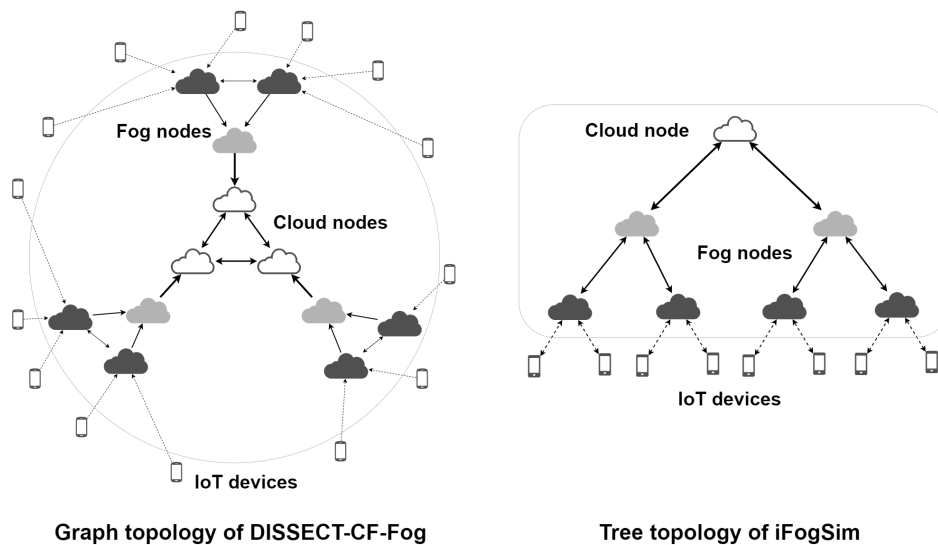 Fog nodes
Cloud nodes
IoT devices
Graph topology of DISSECT-CF-Fog
Cloud node
Fog nodes
IoT devices
Tree topology of iFogSim